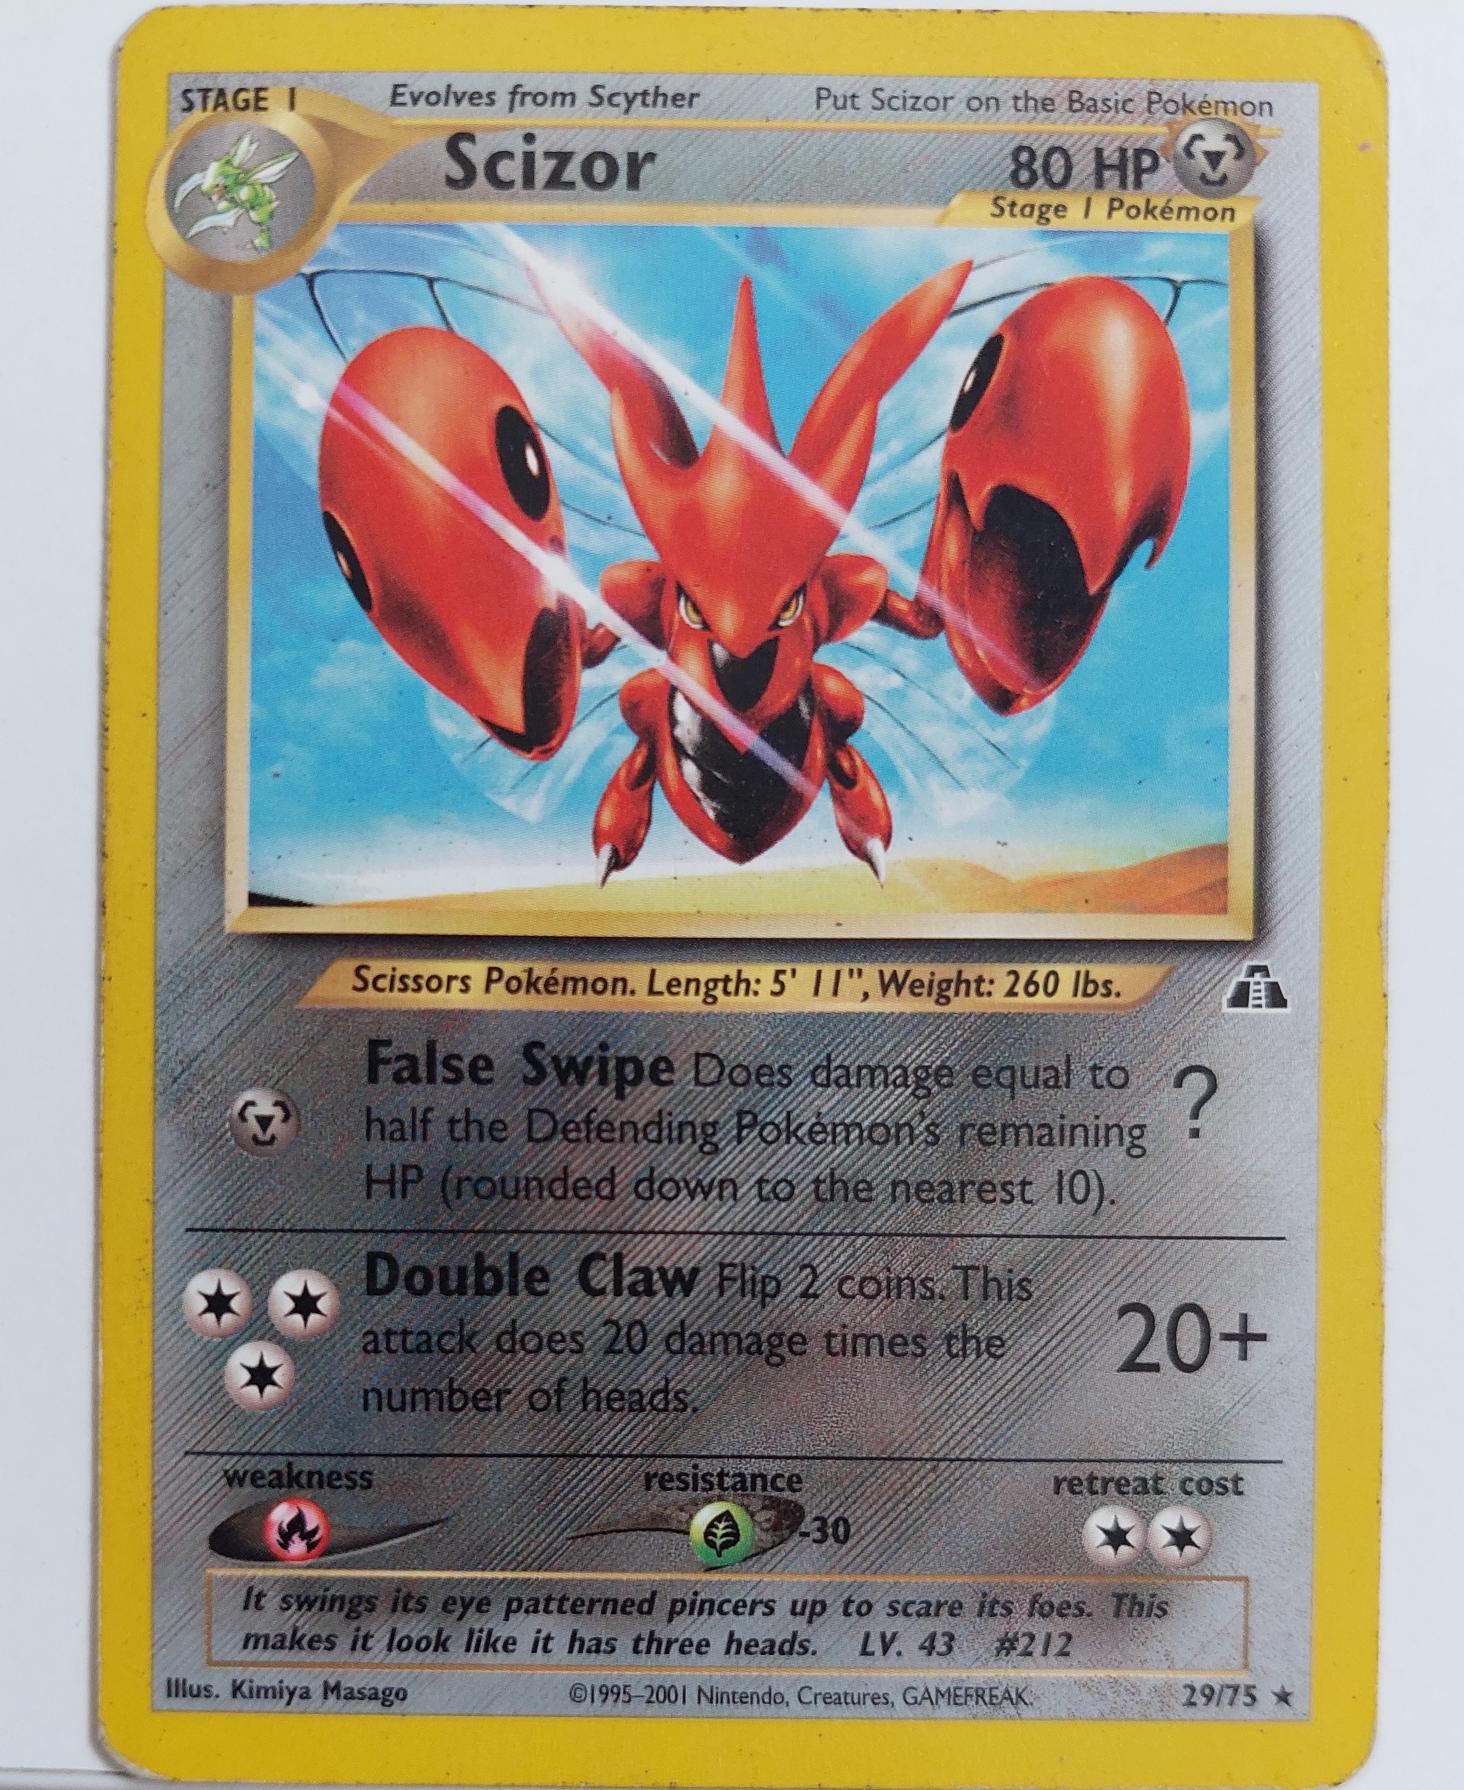 STAGE 1 Evolves from Scyther Put Scizor on the Basic Pokémon
Scizor 80 HP
Stage 1 Pokémon
Scissors Pokémon. Length: 5' 11", Weight: 260 lbs.
False Swipe Does damage equal to
half the Defending Pokémon's remaining
HP (rounded down to the nearest 10).
?
Double Claw Flip 2 coins. This
attack does 20 damage times the
number of heads.
20+
weakness resistance retreat cost
-30
It swings its eye patterned pincers up to scare its foes. This
makes it look like it has three heads. LV. 43 #212
Illus. Kimiya Masago ©1995–2001 Nintendo, Creatures, GAMEFREAK. 29/75 ★